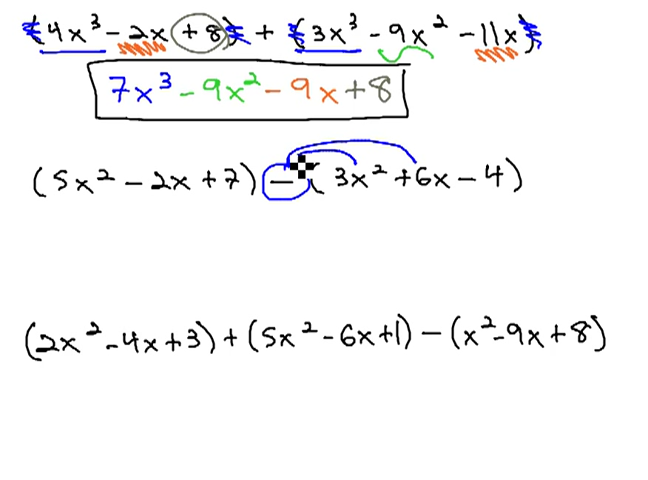 (4x³ - 2x + 8) + (3x³ - 9x² - 11x)
7x³ - 9x² - 9x + 8
(5x² - 2x + 7) - (3x² + 6x - 4)
(2x² - 4x + 3) + (5x² - 6x + 1) - (x² - 9x + 8)